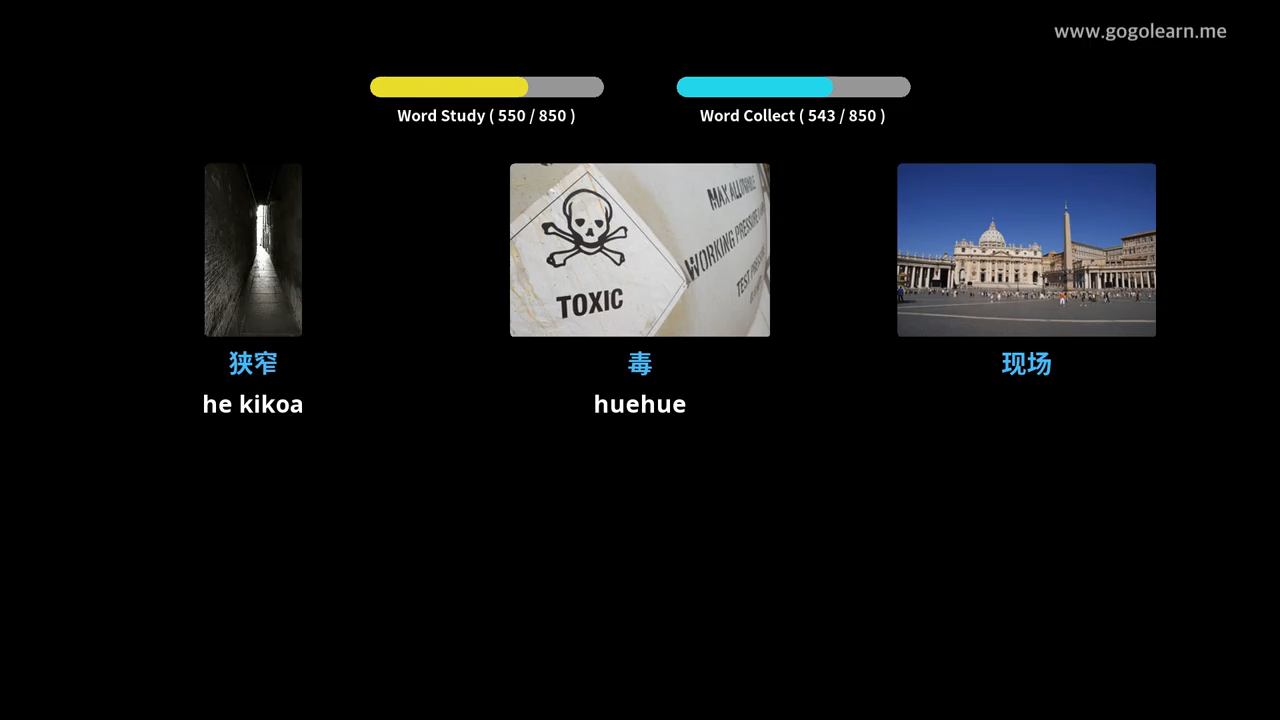 www.gogolearn.me
Word Study ( 550 / 850 )
Word Collect ( 543 / 850 )
MAX ALLOWABLE
WORKING PRESSURE
TEST PRESSURE
TOXIC
狭窄
毒
现场
he kikoa
huehue